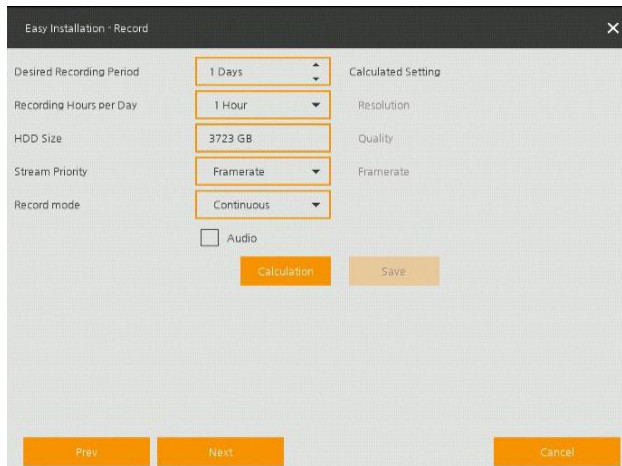 Easy Installation - Record
Desired Recording Period 1 Days Calculated Setting
Recording Hours per Day 1 Hour Resolution
HDD Size 3723 GB Quality
Stream Priority Framerate Framerate
Record mode Continuous
Audio
Calculation Save
Prev Next Cancel